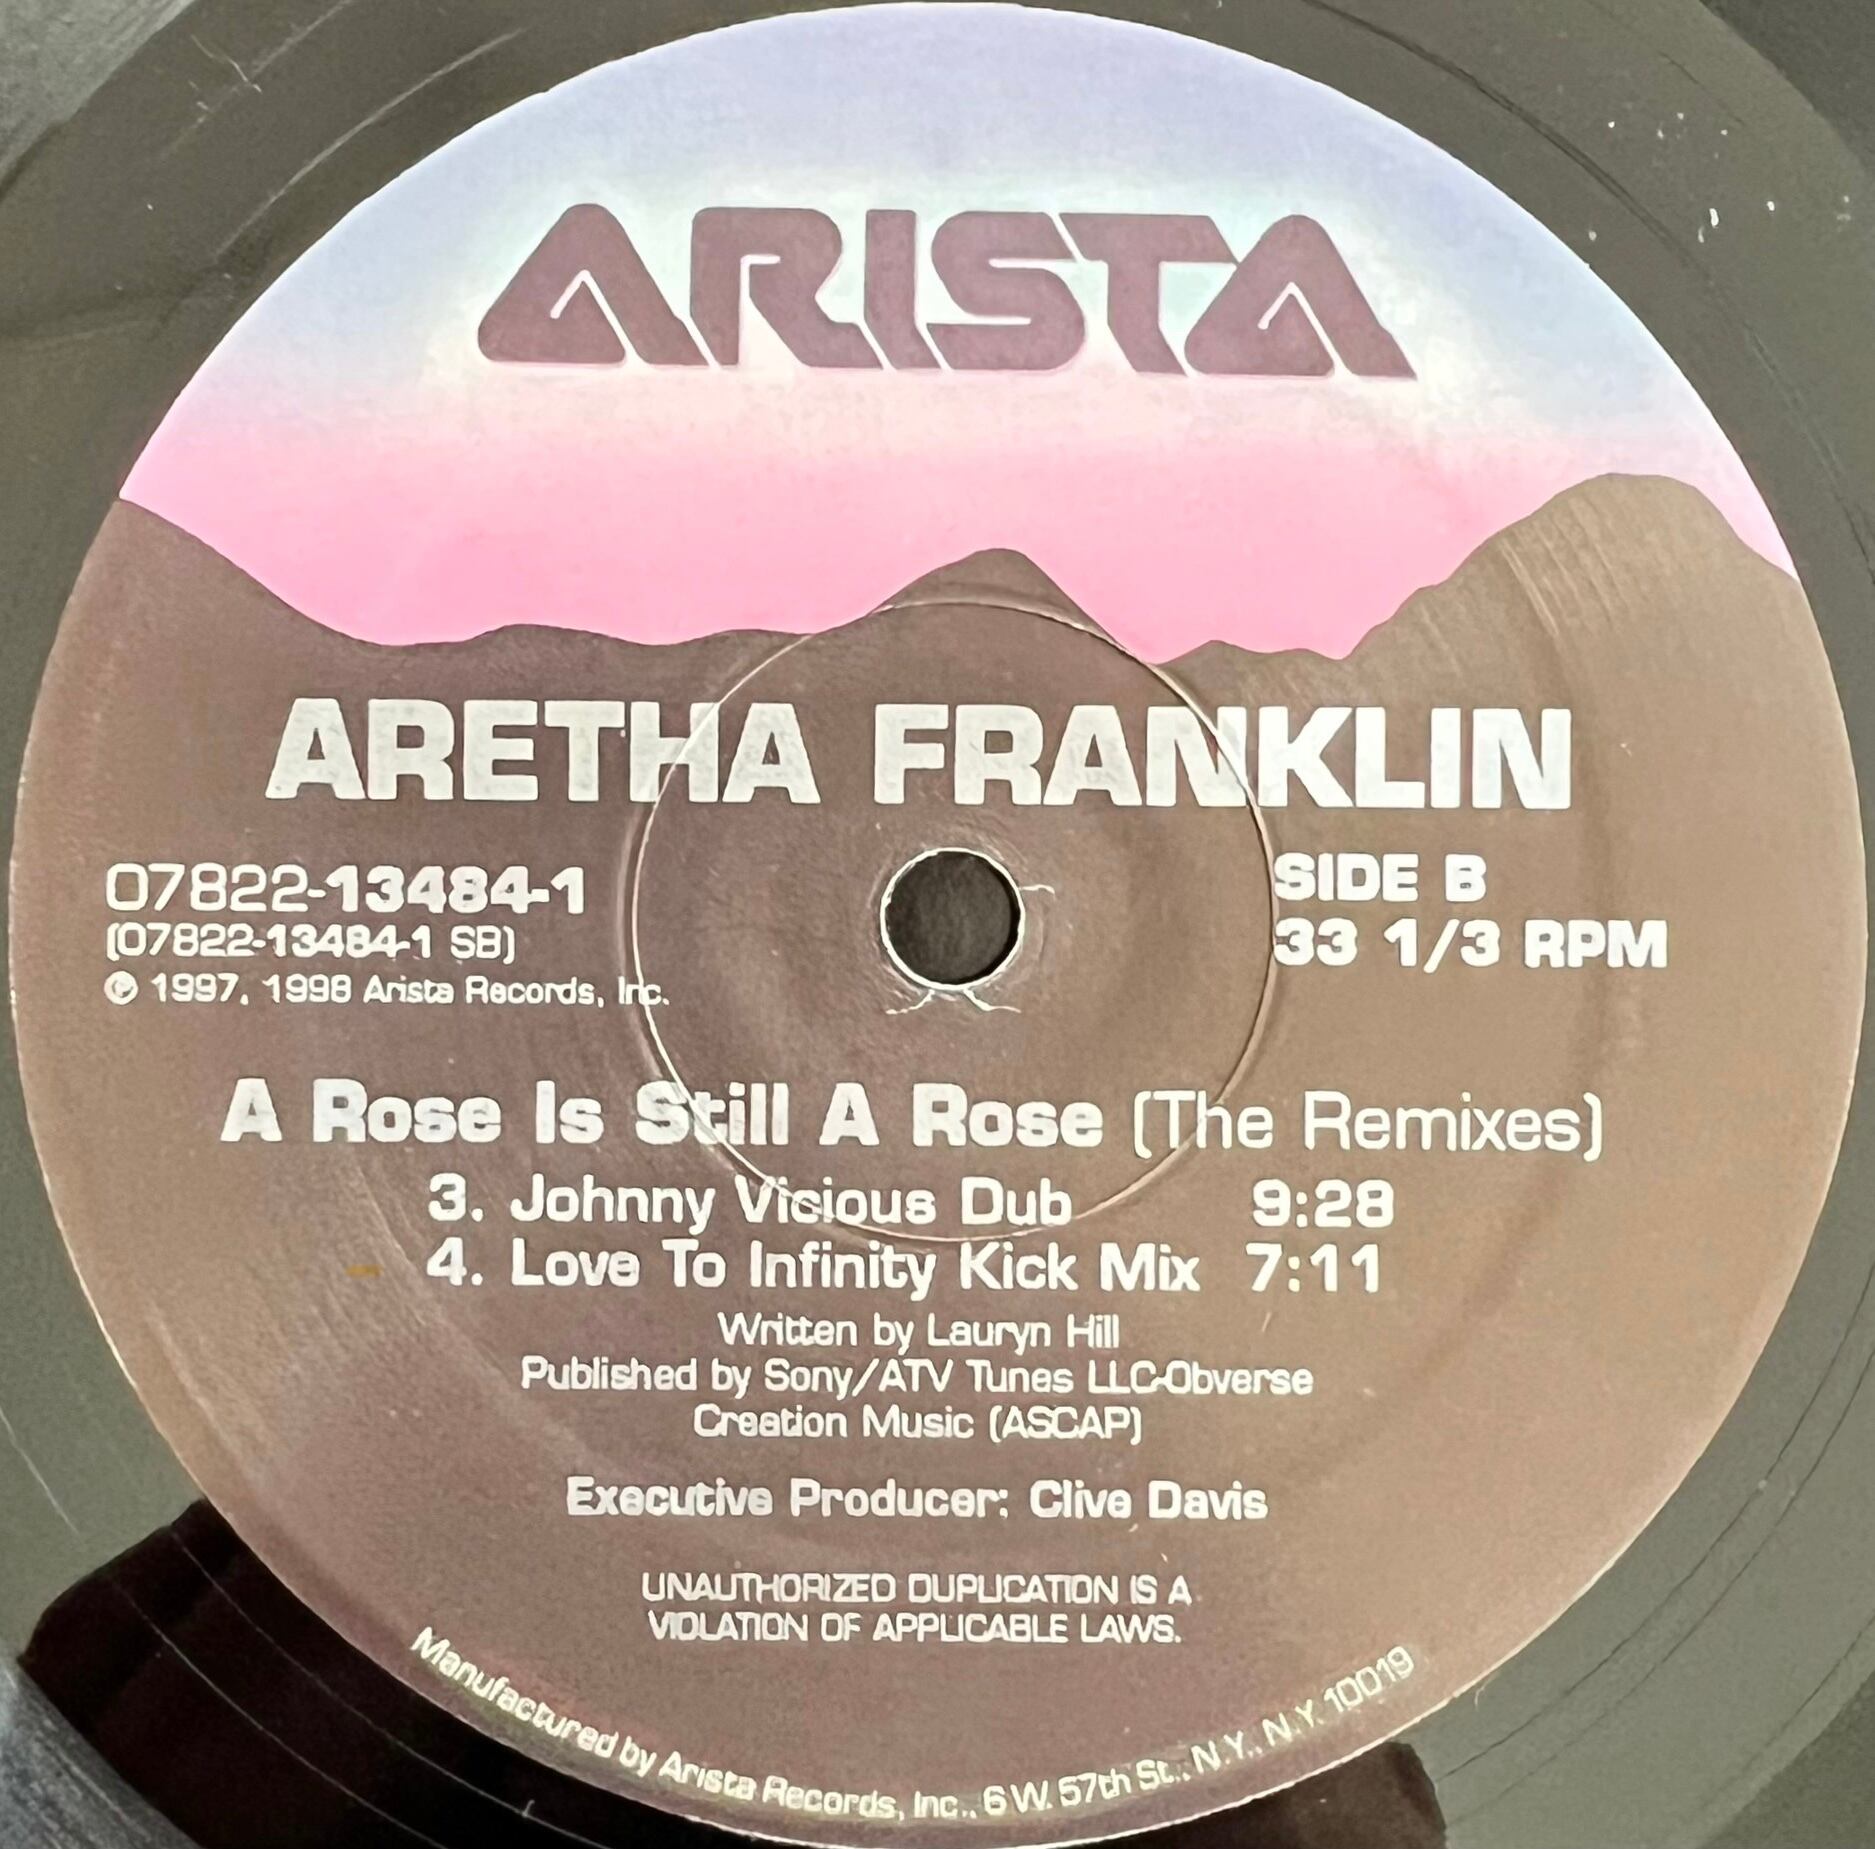 ARISTA
ARETHA FRANKLIN
07822-13484-1
(07822-13484-1 SB)
℗ 1997, 1998 Arista Records, Inc.
SIDE B
33 1/3 RPM
A Rose Is Still A Rose (The Remixes)
3. Johnny Vicious Dub 9:28
4. Love To Infinity Kick Mix 7:11
Written by Lauryn Hill
Published by Sony/ATV Tunes LLC-Obverse
Creation Music (ASCAP)
Executive Producer: Clive Davis
UNAUTHORIZED DUPLICATION IS A
VIOLATION OF APPLICABLE LAWS.
Manufactured by Arista Records, Inc., 6 W. 57th St., N.Y., N.Y. 10019